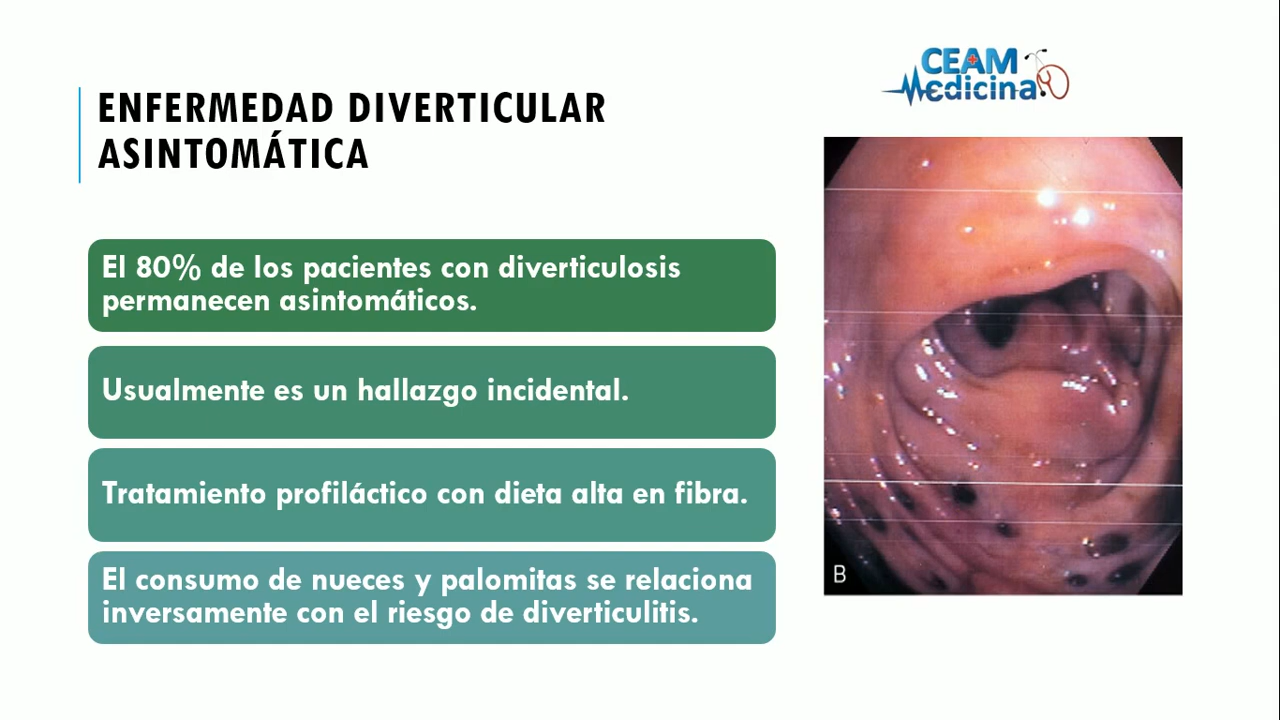 CEAM
Medicina
ENFERMEDAD DIVERTICULAR
ASINTOMÁTICA
El 80% de los pacientes con diverticulosis
permanecen asintomáticos.
Usualmente es un hallazgo incidental.
Tratamiento profiláctico con dieta alta en fibra.
El consumo de nueces y palomitas se relaciona
inversamente con el riesgo de diverticulitis.
B